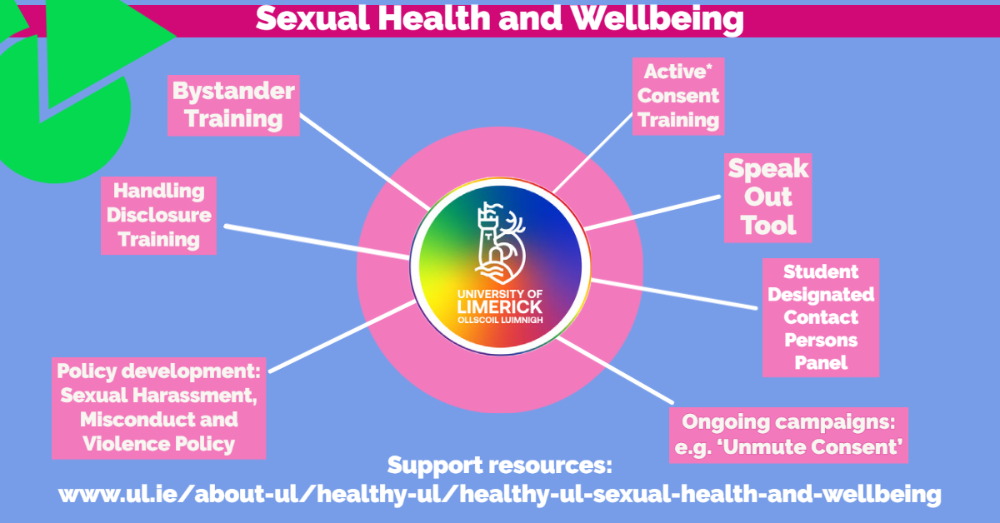 Sexual Health and Wellbeing
Bystander
Training
Active*
Consent
Training
Handling
Disclosure
Training
Speak
Out
Tool
T
UNIVERSITY OF
LIMERICK
OLLSCOIL LUIMNIGH
Student
Designated
Contact
Persons
Panel
Policy development:
Sexual Harassment,
Misconduct and
Violence Policy
Ongoing campaigns:
e.g. ‘Unmute Consent’
Support resources:
www.ul.ie/about-ul/healthy-ul/healthy-ul-sexual-health-and-wellbeing